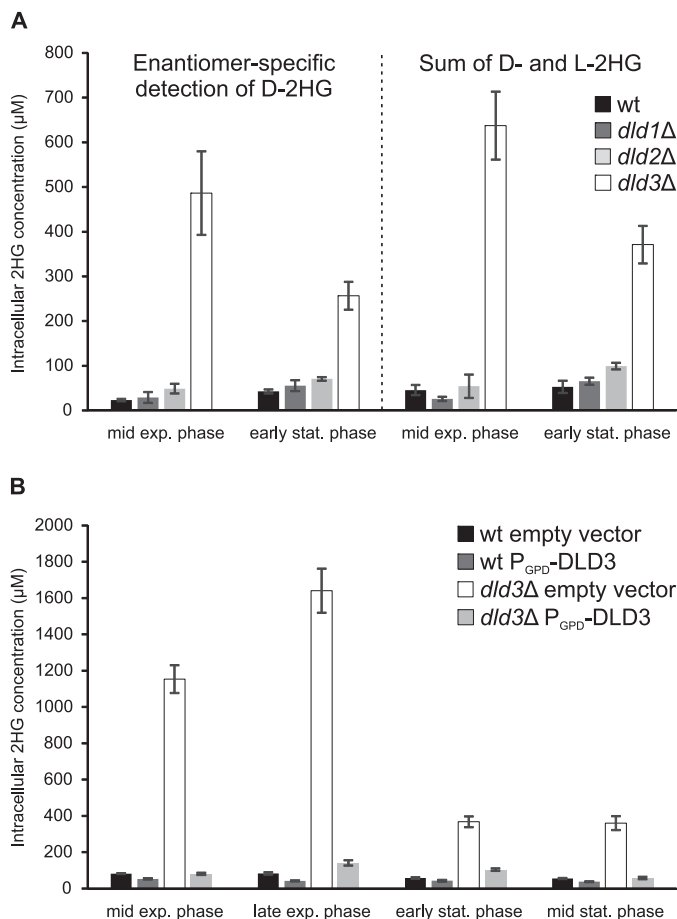 A
800
700
600
500
400
300
200
100
0
Intracellular 2HG concentration (µM)
Enantiomer-specific
detection of D-2HG
Sum of D- and L-2HG
wt
dld1Δ
dld2Δ
dld3Δ
mid exp. phase early stat. phase mid exp. phase early stat. phase
B
2000
1800
1600
1400
1200
1000
800
600
400
200
0
Intracellular 2HG concentration (µM)
wt empty vector
wt PGPD-DLD3
dld3Δ empty vector
dld3Δ PGPD-DLD3
mid exp. phase late exp. phase early stat. phase mid stat. phase